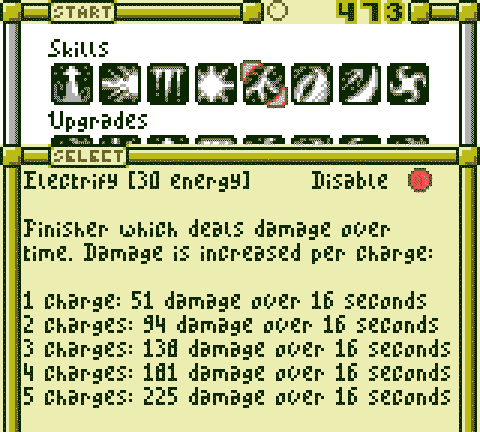 START
473
Skills
Upgrades
SELECT
Electrify [30 energy] Disable
Finisher which deals damage over
time. Damage is increased per charge:
1 charge: 51 damage over 16 seconds
2 charges: 94 damage over 16 seconds
3 charges: 138 damage over 16 seconds
4 charges: 181 damage over 16 seconds
5 charges: 225 damage over 16 seconds